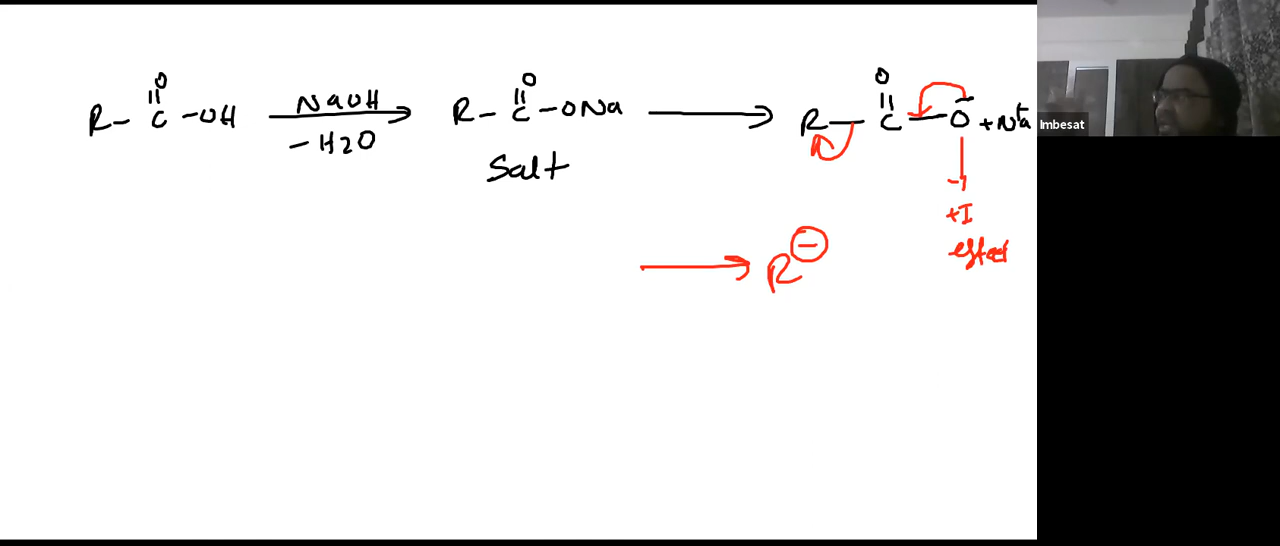 R-C(=O)-OH NaOH → -H2O R-C(=O)-ONa → R-C(=O)-O⁻ + Na⁺
Salt
+I
effect
→ R⊖
Imbesat